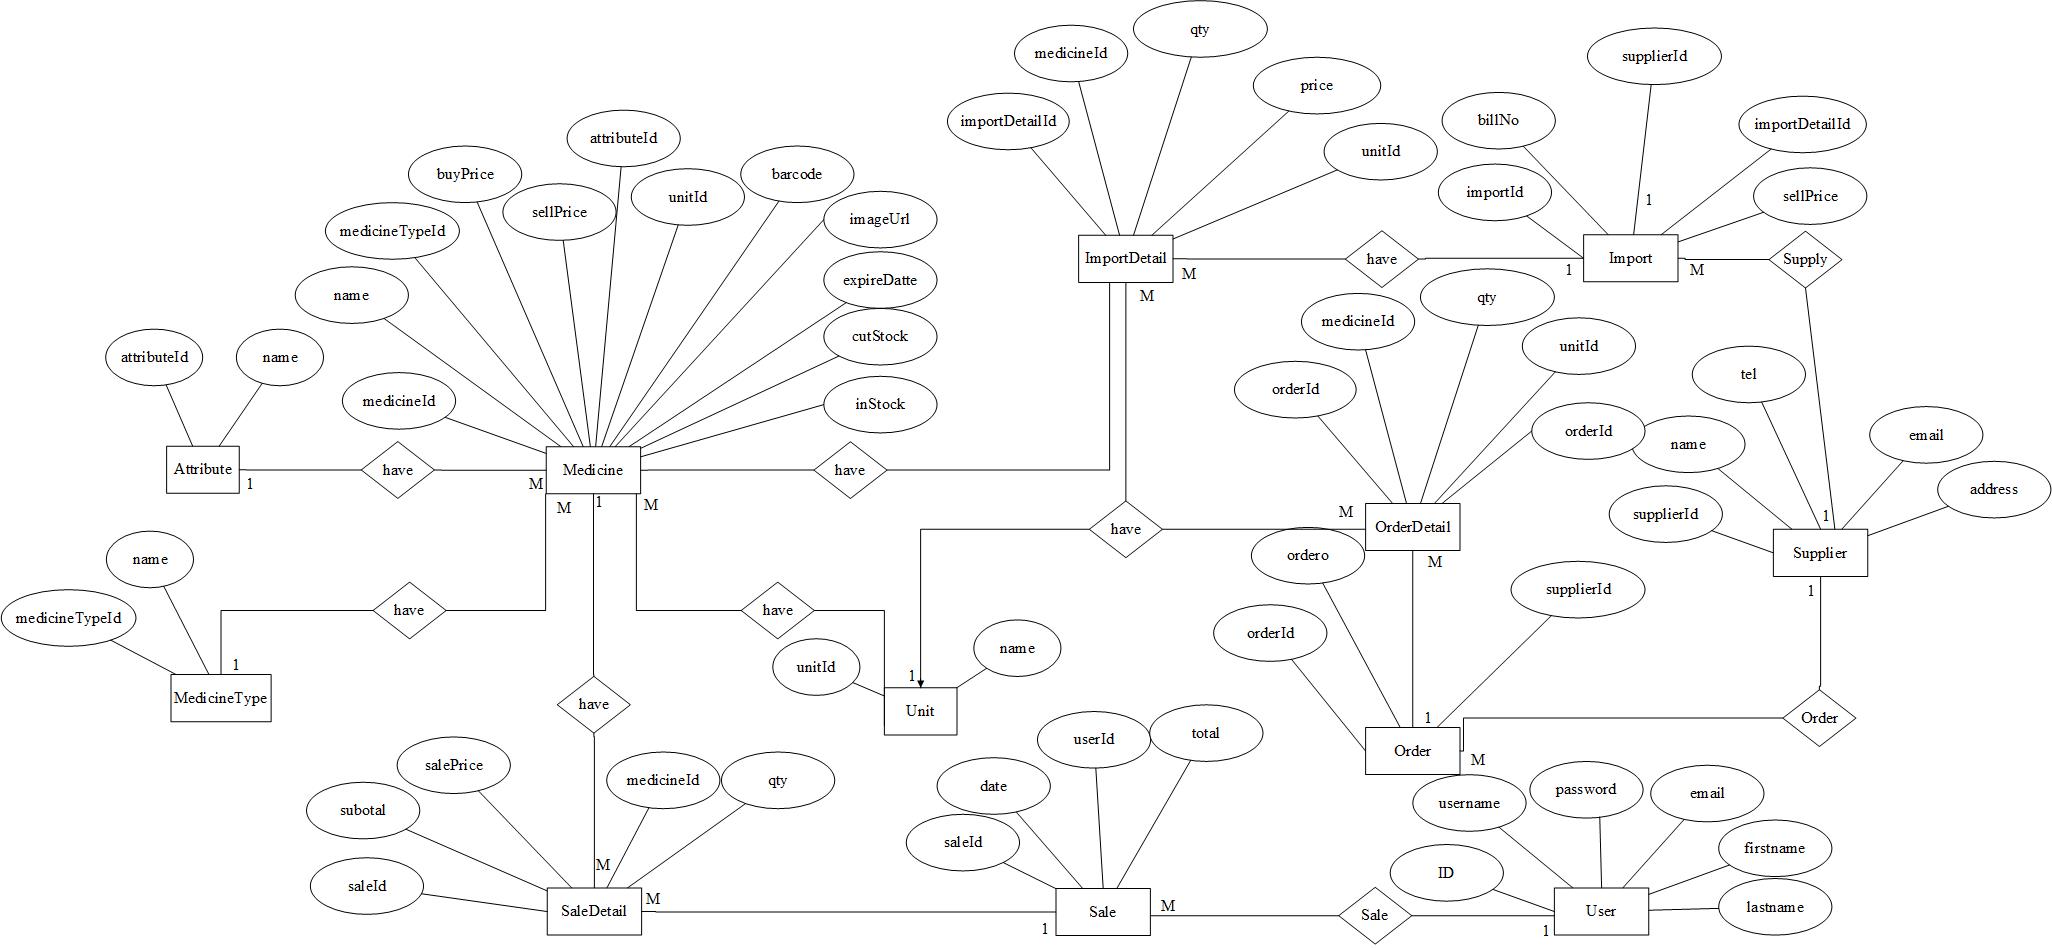 qty
medicineId
supplierId
price
importDetailId
billNo
importDetailId
attributeId
unitId
buyPrice
barcode
unitId
importId
sellPrice
sellPrice
1
imageUrl
medicineTypeId
ImportDetail
have
Import
Supply
M
1
M
expireDatte
name
M
qty
medicineId
cutStock
unitId
attributeId
name
tel
orderId
medicineId
inStock
orderId
name
email
Attribute
have
Medicine
have
1
M
address
M
1
M
M
supplierId
1
have
OrderDetail
Supplier
name
ordero
M
1
supplierId
medicineTypeId
have
have
orderId
name
1
unitId
1
MedicineType
have
Unit
1
Order
userId
total
Order
salePrice
M
medicineId
qty
date
password
email
username
subotal
saleId
firstname
M
ID
saleId
M
M
lastname
SaleDetail
Sale
Sale
User
1
1